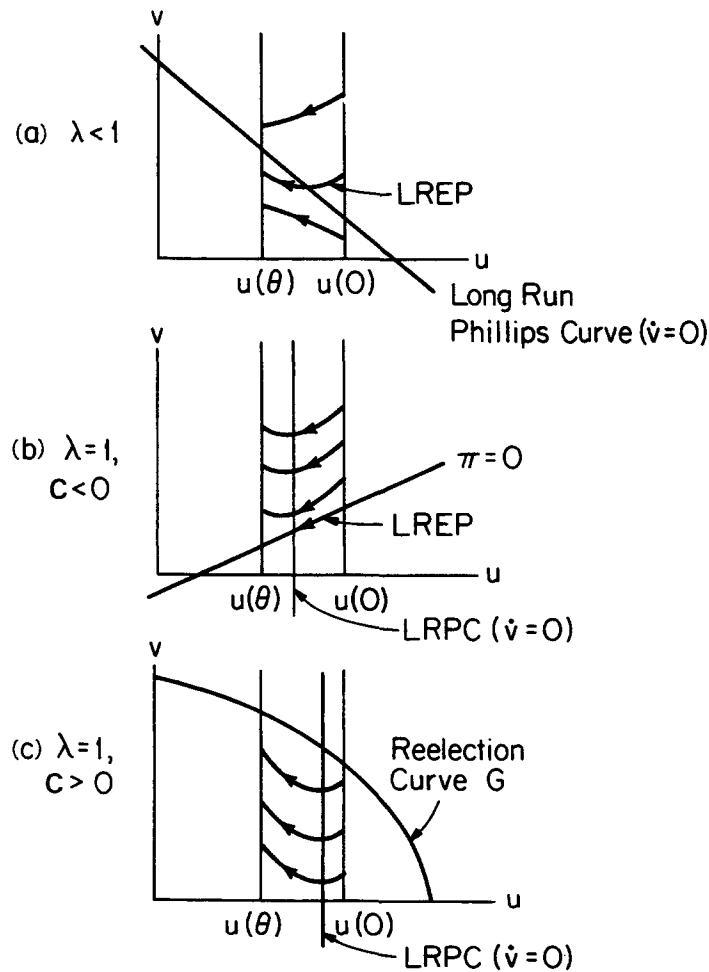 v
(a) λ<1
LREP
u
u(θ) u(0)
Long Run
Phillips Curve (v̇=0)
v
(b) λ=1,
c<0
π=0
LREP
u
u(θ) u(0)
LRPC (v̇=0)
v
(c) λ=1,
c>0
Reelection
Curve G
u
u(θ) u(0)
LRPC (v̇=0)